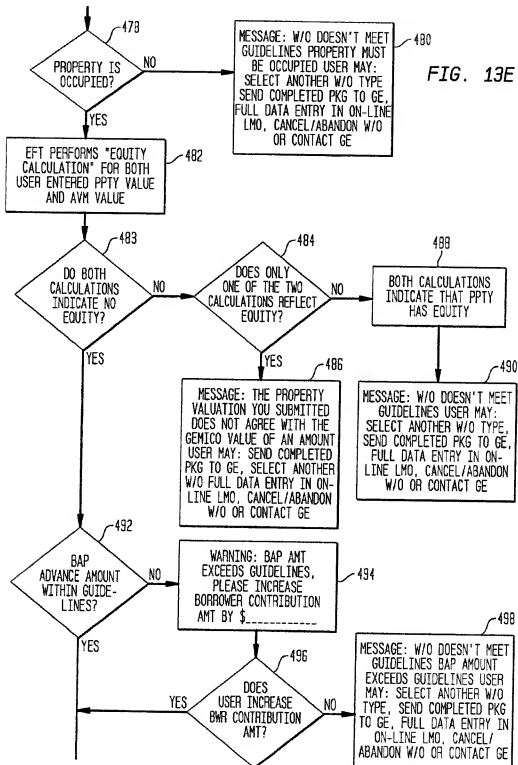 478
PROPERTY IS
OCCUPIED?
NO
YES
MESSAGE: W/O DOESN'T MEET
GUIDELINES PROPERTY MUST
BE OCCUPIED USER MAY:
SELECT ANOTHER W/O TYPE
SEND COMPLETED PKG TO GE,
FULL DATA ENTRY IN ON-LINE
LMO, CANCEL/ABANDON W/O
OR CONTACT GE
480
FIG. 13E
EFT PERFORMS "EQUITY
CALCULATION" FOR BOTH
USER ENTERED PPTY VALUE
AND AVM VALUE
482
483
DO BOTH
CALCULATIONS
INDICATE NO
EQUITY?
NO
YES
484
DOES ONLY
ONE OF THE TWO
CALCULATIONS REFLECT
EQUITY?
NO
YES
488
BOTH CALCULATIONS
INDICATE THAT PPTY
HAS EQUITY
486
MESSAGE: THE PROPERTY
VALUATION YOU SUBMITTED
DOES NOT AGREE WITH THE
GEMICO VALUE OF AN AMOUNT
USER MAY: SEND COMPLETED
PKG TO GE, SELECT ANOTHER
W/O FULL DATA ENTRY IN ON-
LINE LMO, CANCEL/ABANDON
W/O OR CONTACT GE
490
MESSAGE: W/O DOESN'T MEET
GUIDELINES USER MAY:
SELECT ANOTHER W/O TYPE,
SEND COMPLETED PKG TO GE,
FULL DATA ENTRY IN ON-
LINE LMO, CANCEL/ABANDON
W/O OR CONTACT GE
492
BAP
ADVANCE AMOUNT
WITHIN GUIDE-
LINES?
NO
YES
WARNING: BAP AMT
EXCEEDS GUIDELINES,
PLEASE INCREASE
BORROWER CONTRIBUTION
AMT BY $____________
494
496
DOES
USER INCREASE
BWR CONTRIBUTION
AMT?
YES
NO
498
MESSAGE: W/O DOESN'T MEET
GUIDELINES BAP AMOUNT
EXCEEDS GUIDELINES USER
MAY: SELECT ANOTHER W/O
TYPE, SEND COMPLETED PKG
TO GE, FULL DATA ENTRY IN
ON-LINE LMO, CANCEL/
ABANDON W/O OR CONTACT GE